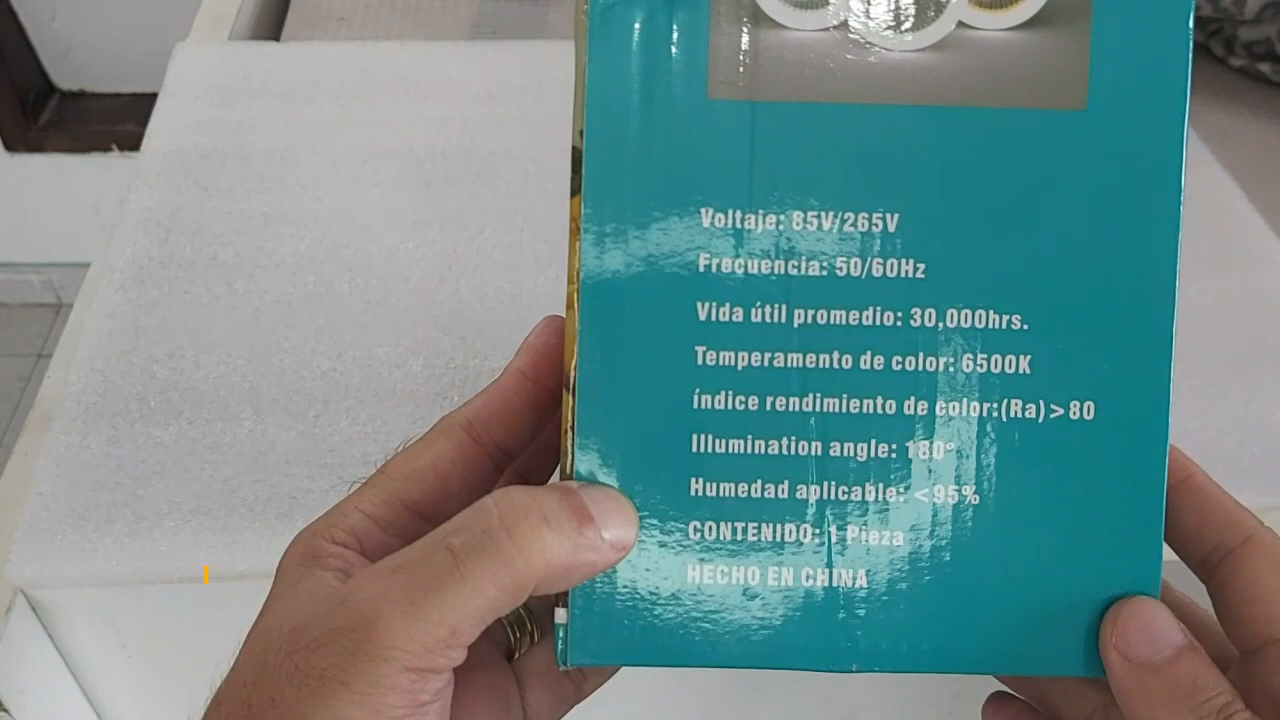 Voltaje: 85V/265V
Frecuencia: 50/60Hz
Vida útil promedio: 30,000hrs.
Temperamento de color: 6500K
índice rendimiento de color:(Ra)>80
Illumination angle: 180°
Humedad aplicable: <95%
CONTENIDO: 1 Pieza
HECHO EN CHINA